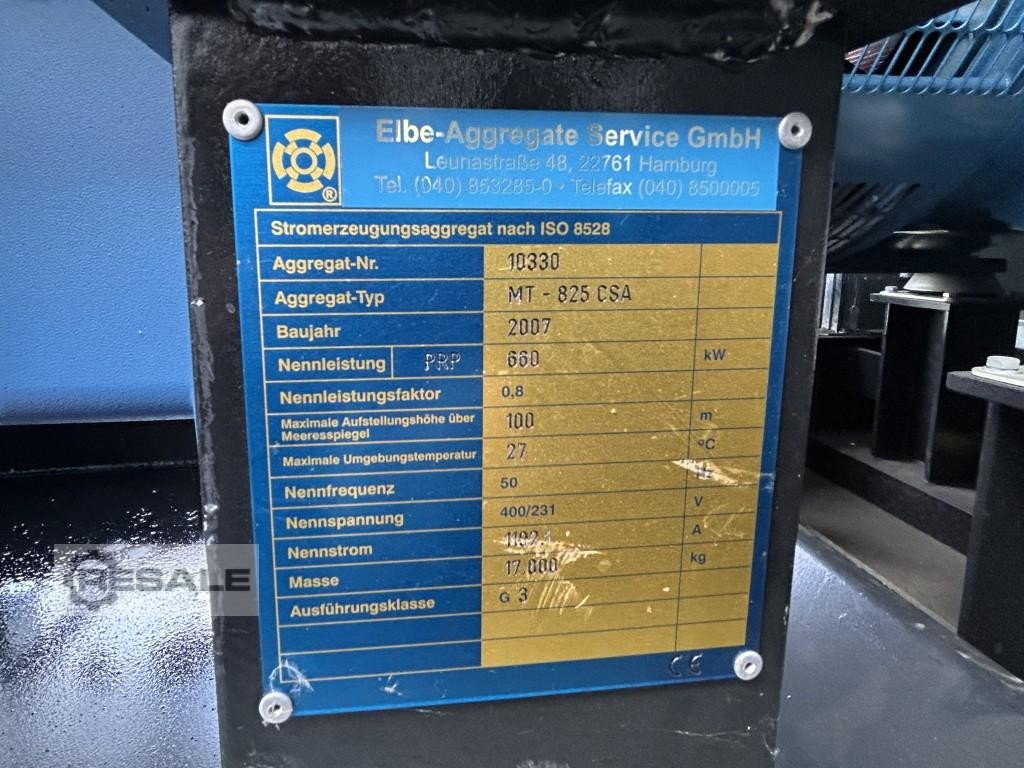 Elbe-Aggregate Service GmbH
Leunastraße 48, 22761 Hamburg
Tel. (040) 853285-0 · Telefax (040) 8500005
®
Stromerzeugungsaggregat nach ISO 8528
Aggregat-Nr. 10330
Aggregat-Typ MT - 825 CSA
Baujahr 2007
Nennleistung PRP 660 kW
Nennleistungsfaktor 0,8
Maximale Aufstellungshöhe über
Meeresspiegel 100 m
Maximale Umgebungstemperatur 27 ºC
Nennfrequenz 50 Hz
Nennspannung 400/231 V
Nennstrom A
Masse 17.000 kg
Ausführungsklasse G 3
CE
RESALE